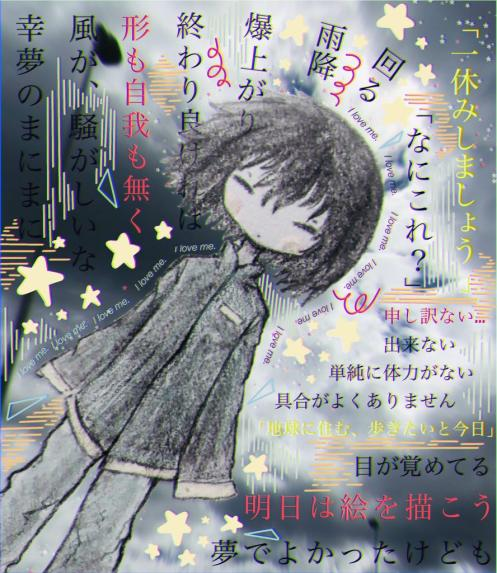 「一休みしましょう
回る
「なにこれ？」
雨降
爆上がり
終わり良ければ
形も自我も無く
風が、騒がしいな
幸夢のまにまに
I love me.
I love me.
I love me.
I love me.
I love me.
I love me.
I love me.
I love me.
I love me.
I love me.
I love me.
I love me.
申し訳ない…
出来ない
単純に体力がない
具合がよくありません
「地球に住む、歩きたいと今日」
目が覚めてる
明日は絵を描こう
夢でよかったけども